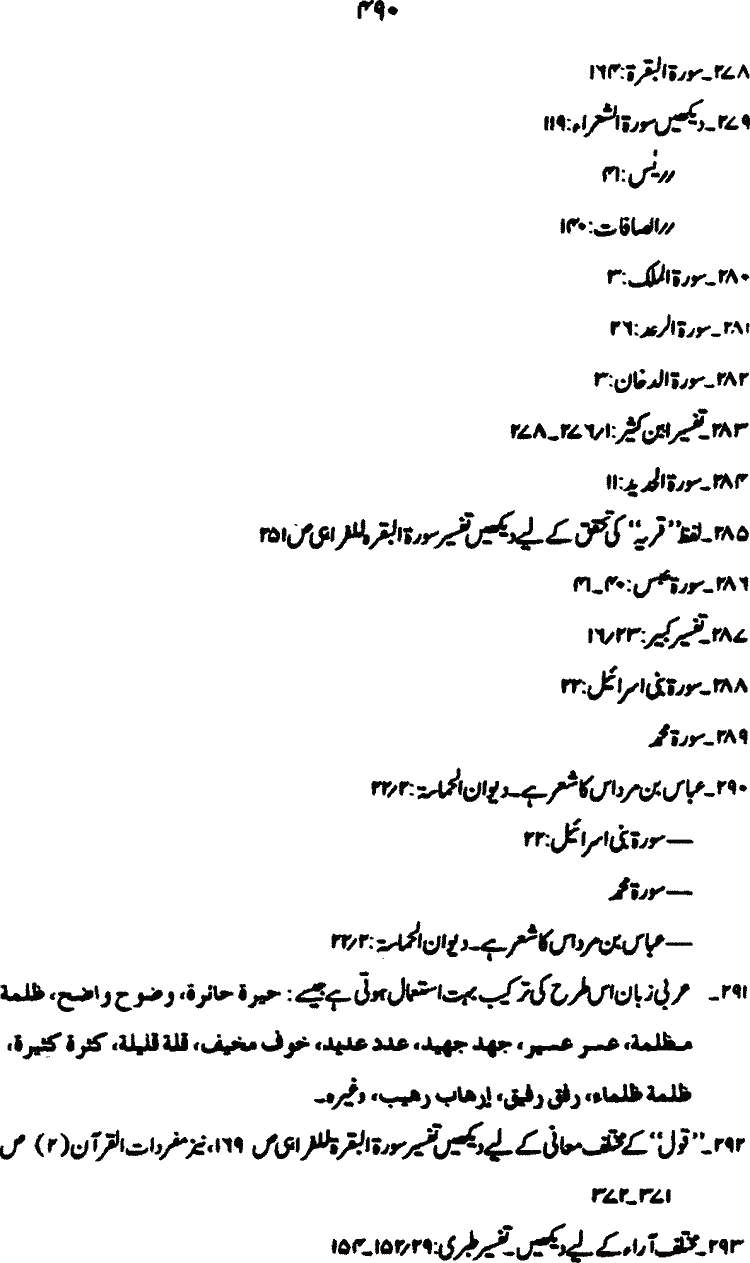 ۴۹۰
۲۷۸۔سورۃ البقرۃ:۱۶۴
۲۷۹۔دیکھیں سورۃ الشعراء:۱۱۹
//یٰس:۴۱
//الصافات:۱۴۰
۲۸۰۔سورۃ الملک:۳
۲۸۱۔سورۃ الرعد:۲۶
۲۸۲۔سورۃ الدخان:۳
۲۸۳۔تفسیر ابن کثیر:۲۷۶/۱۔۲۷۸
۲۸۴۔سورۃ الحدید:۱۱
۲۸۵۔لفظ ”قریہ“ کی تحقیق کے لیے دیکھیں تفسیر سورۃ البقرہ للفراہی ص۲۵۱
۲۸۶۔سورۃ عبس:۴۰۔۴۱
۲۸۷۔تفسیر کبیر:۱۶/۲۳
۲۸۸۔سورۃ بنی اسرائیل:۲۲
۲۸۹۔سورۃ محمد
۲۹۰۔عباس بن مرداس کا شعر ہے۔دیوان الحماسۃ:۲۲/۲
—سورۃ بنی اسرائیل:۲۲
—سورۃ محمد
—عباس بن مرداس کا شعر ہے۔دیوان الحماسۃ:۲۲/۲
۲۹۱۔ عربی زبان اس طرح کی ترکیب بہت استعمال ہوتی ہے جیسے: حیرة حائرة، وضوح واضح، ظلمة
مظلمة، عسر عسیر، جهد جهید، عدد عدید، خوف مخیف، قلة قلیلة، کثرة کثیرة،
ظلمة ظلماء، رفق رفیق، إرهاب رهیب، وغیرہ۔
۲۹۲۔”قول“ کے مختلف معانی کے لیے دیکھیں تفسیر سورۃ البقرۃ للفراہی ص ۱۶۹، نیز مفردات القرآن (۲) ص
۳۷۱۔۳۷۲
۲۹۳۔مختلف آراء کے لیے دیکھیں۔تفسیر طبری:۱۵۲/۲۹۔۱۵۴